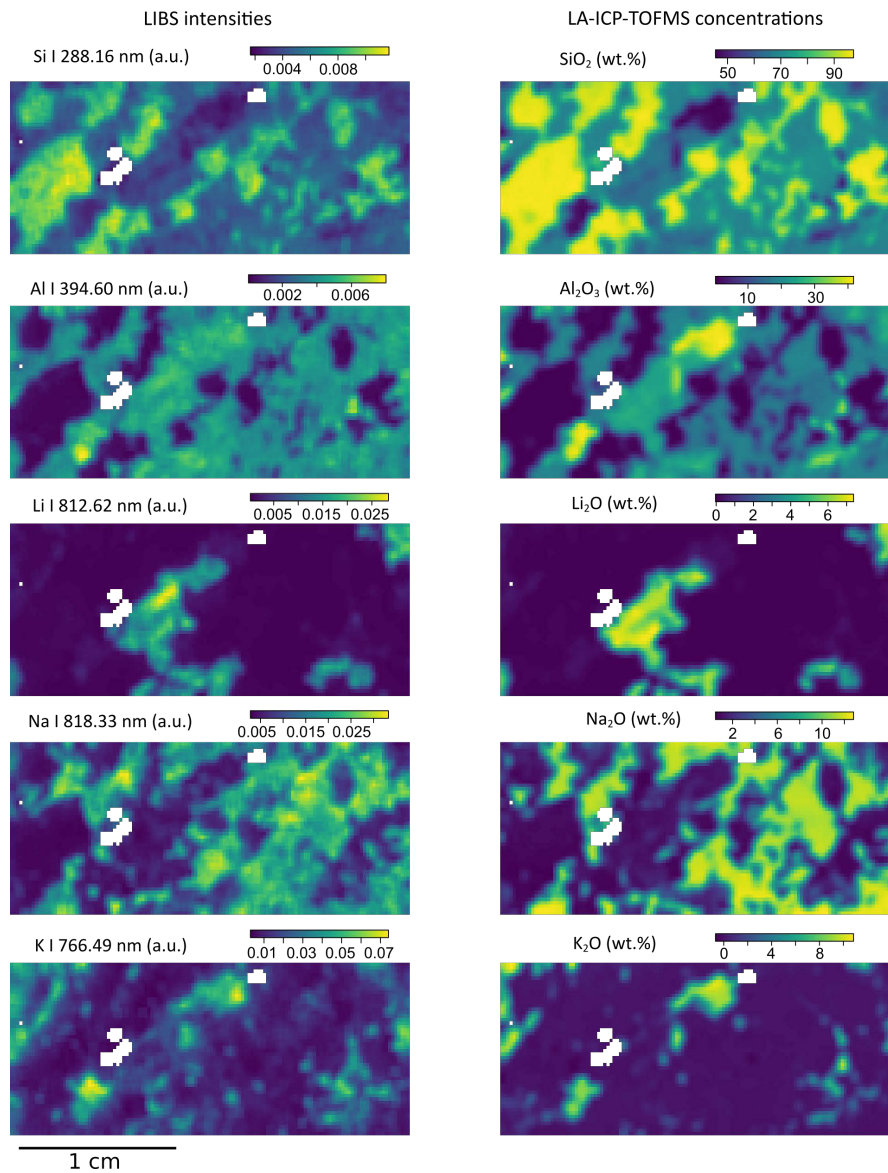 LIBS intensities
LA-ICP-TOFMS concentrations
Si I 288.16 nm (a.u.)
0.004 0.008
SiO₂ (wt.%)
50 70 90
Al I 394.60 nm (a.u.)
0.002 0.006
Al₂O₃ (wt.%)
10 30
Li I 812.62 nm (a.u.)
0.005 0.015 0.025
Li₂O (wt.%)
0 2 4 6
Na I 818.33 nm (a.u.)
0.005 0.015 0.025
Na₂O (wt.%)
2 6 10
K I 766.49 nm (a.u.)
0.01 0.03 0.05 0.07
K₂O (wt.%)
0 4 8
1 cm